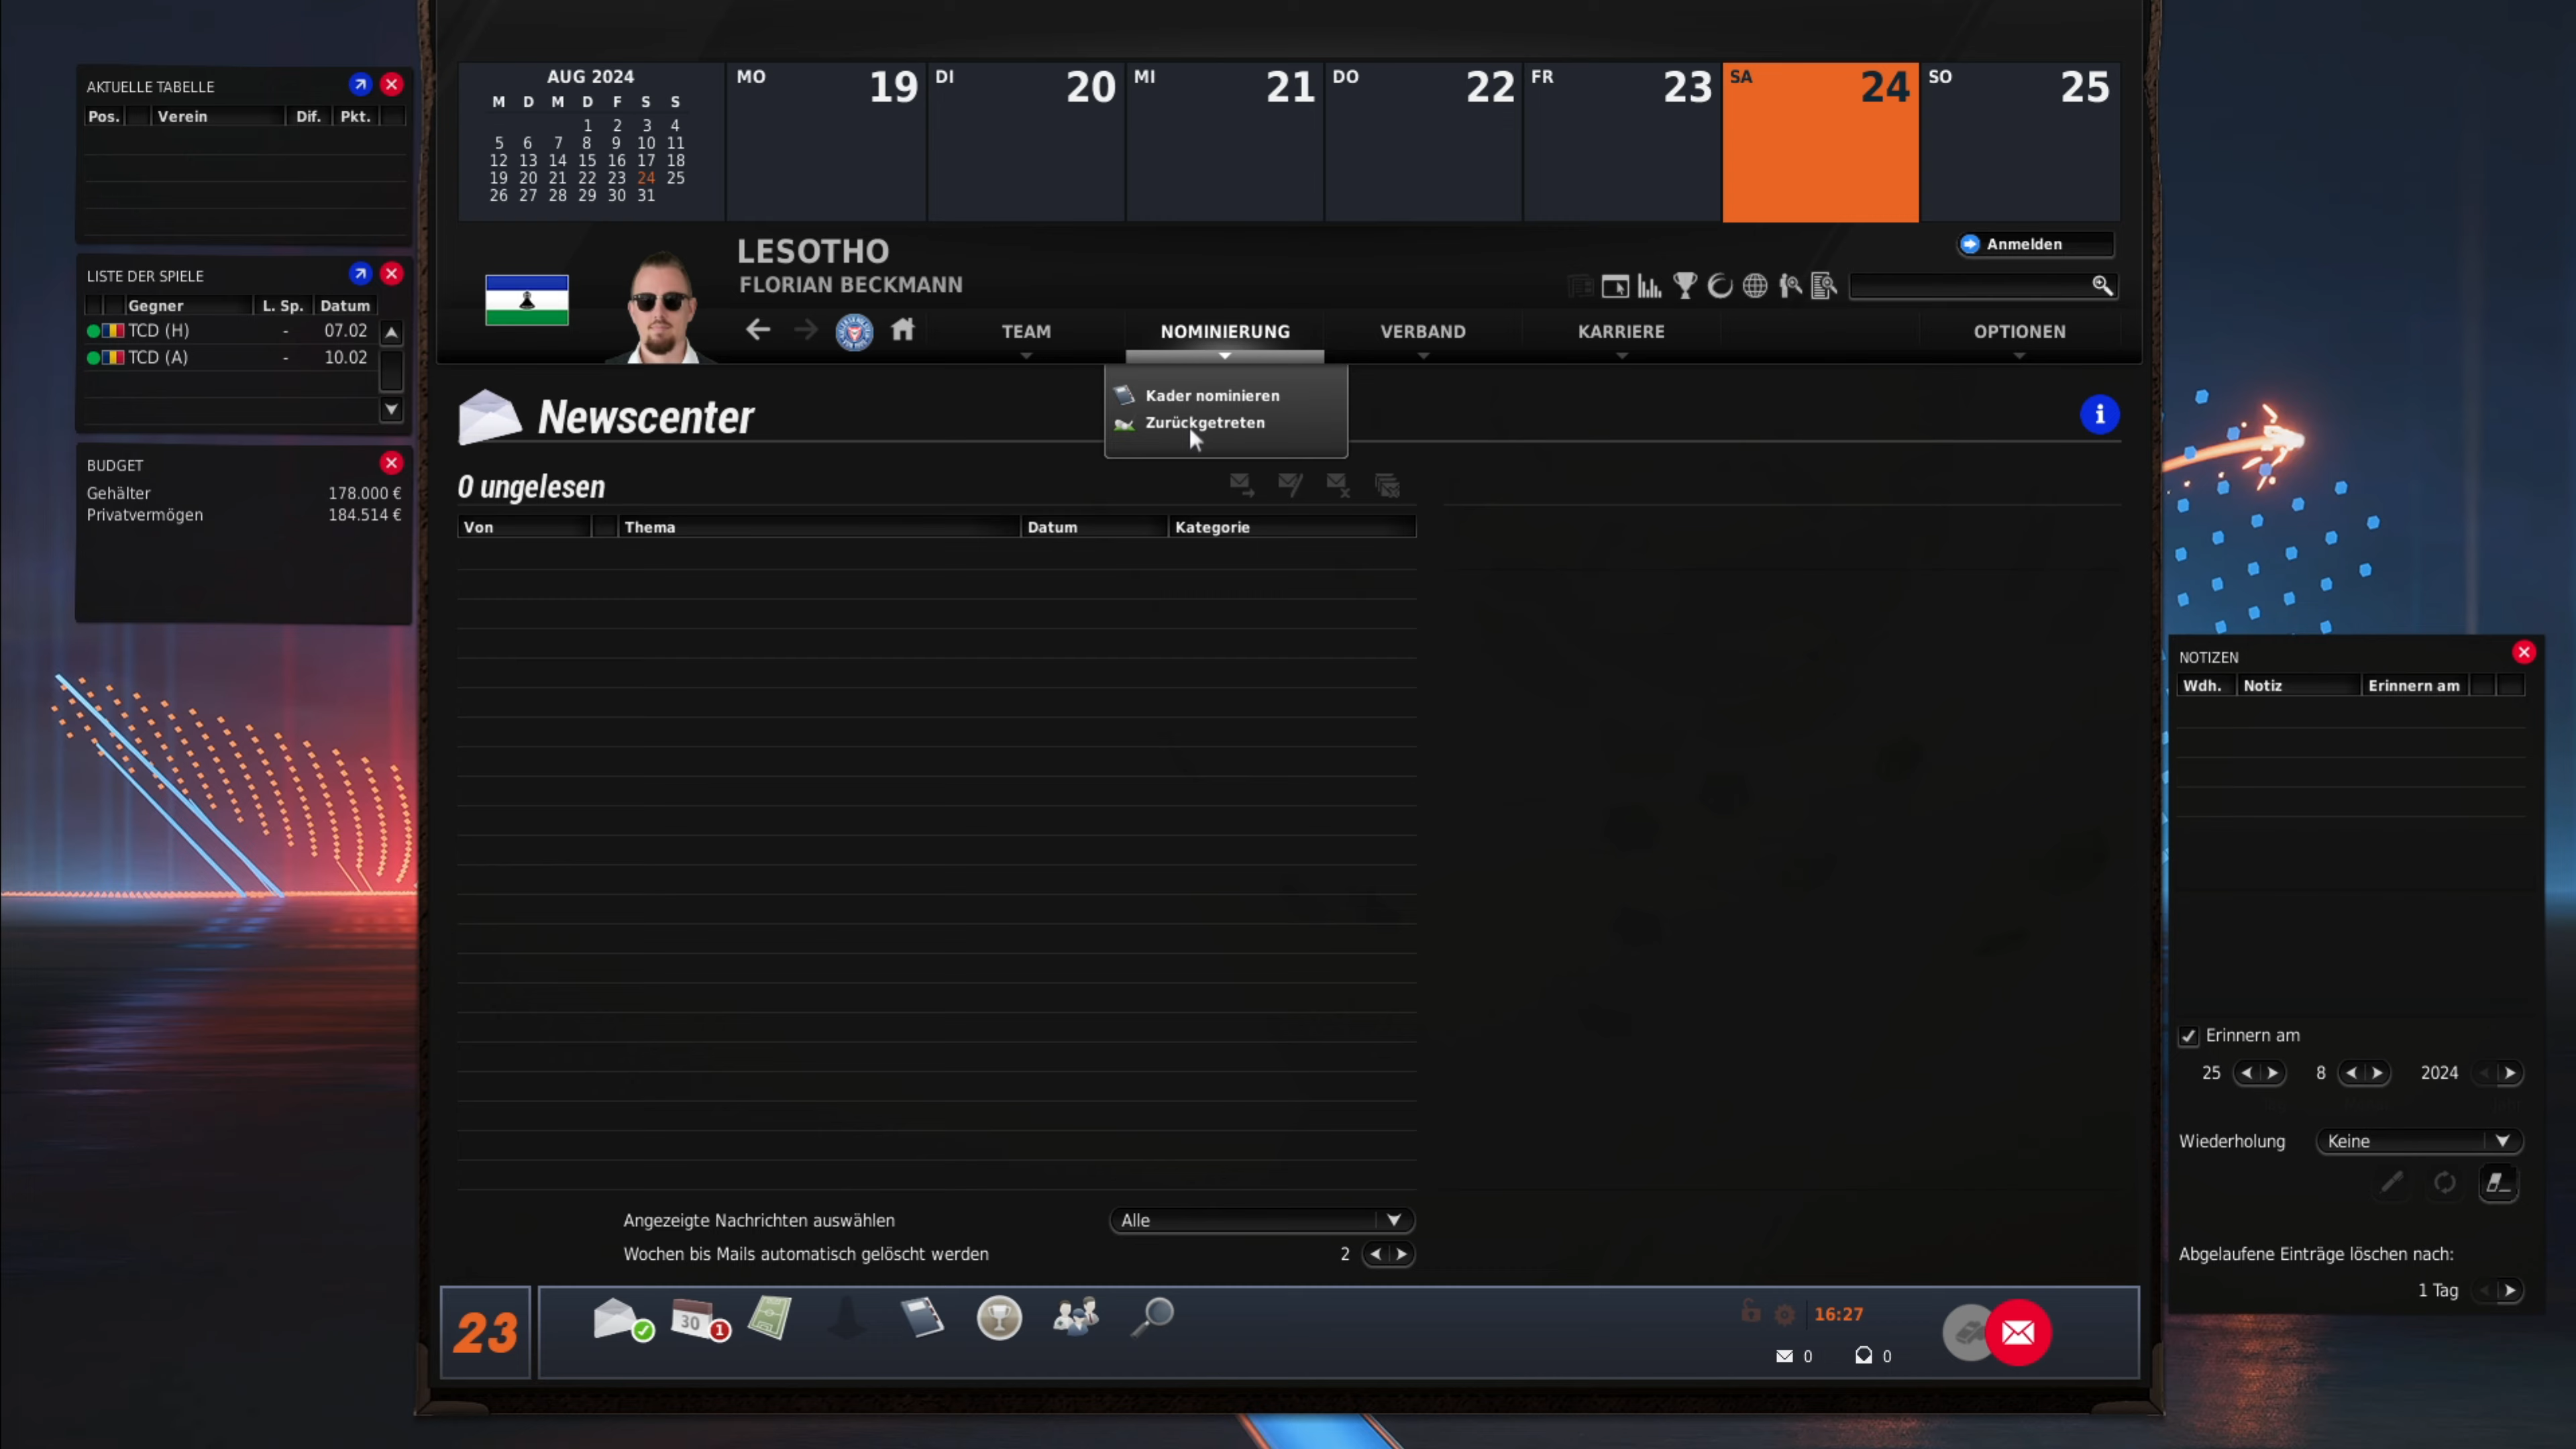 AKTUELLE TABELLE
Pos. Verein Dif. Pkt.
LISTE DER SPIELE
Gegner L. Sp. Datum
TCD (H) - 07.02
TCD (A) - 10.02
BUDGET
Gehälter 178.000 €
Privatvermögen 184.514 €
AUG 2024
M D M D F S S
1 2 3 4
5 6 7 8 9 10 11
12 13 14 15 16 17 18
19 20 21 22 23 24 25
26 27 28 29 30 31
MO 19 DI 20 MI 21 DO 22 FR 23 SA 24 SO 25
LESOTHO
FLORIAN BECKMANN
Anmelden
TEAM NOMINIERUNG VERBAND KARRIERE OPTIONEN
Kader nominieren
Zurückgetreten
Newscenter
0 ungelesen
Von Thema Datum Kategorie
Angezeigte Nachrichten auswählen Alle
Wochen bis Mails automatisch gelöscht werden 2
23
30 1
16:27
0 0
NOTIZEN
Wdh. Notiz Erinnern am
Erinnern am
25 8 2024
Wiederholung Keine
Abgelaufene Einträge löschen nach:
1 Tag